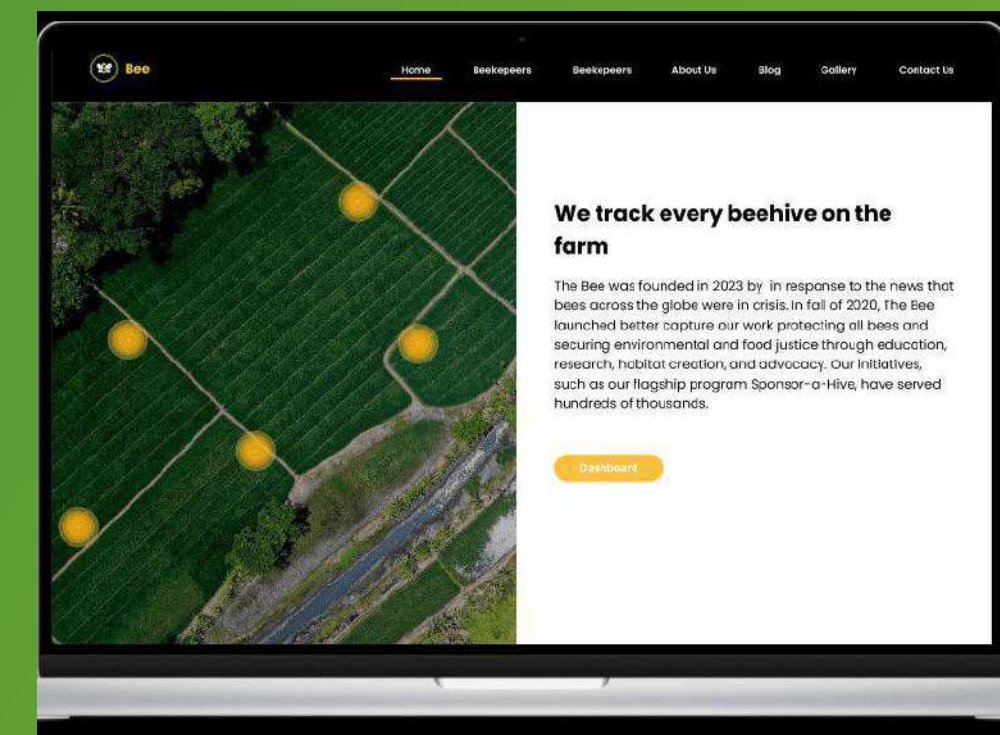 Bee
Home Beekepeers Beekepeers About Us Blog Gallery Contact Us
We track every beehive on the
farm
The Bee was founded in 2023 by in response to the news that
bees across the globe were in crisis. In fall of 2020, The Bee
launched better capture our work protecting all bees and
securing environmental and food justice through education,
research, habitat creation, and advocacy. Our initiatives,
such as our flagship program Sponsor-a-Hive, have served
hundreds of thousands.
Dashboart